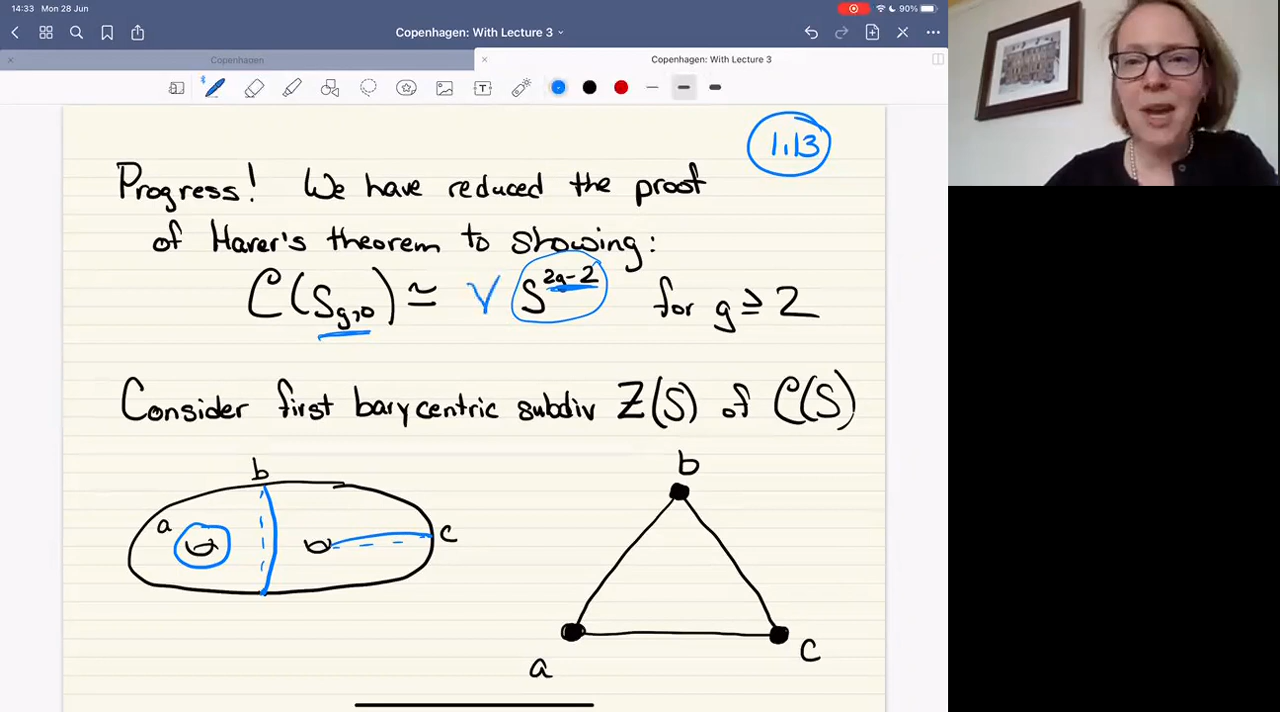 14:33 Mon 28 Jun
90%
Copenhagen: With Lecture 3
Copenhagen
Copenhagen: With Lecture 3
1.13
Progress! We have reduced the proof
of Harer's theorem to showing:
C(S_{g,0}) ≃ ∨ S^{2g-2} for g ≥ 2
Consider first barycentric subdiv Z(S) of C(S)
b
a
c
b
a
c